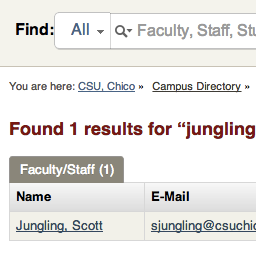 Find: All Faculty, Staff, Stu
You are here: CSU, Chico » Campus Directory »
Found 1 results for “jungling
Faculty/Staff (1)
Name E-Mail
Jungling, Scott sjungling@csuchic